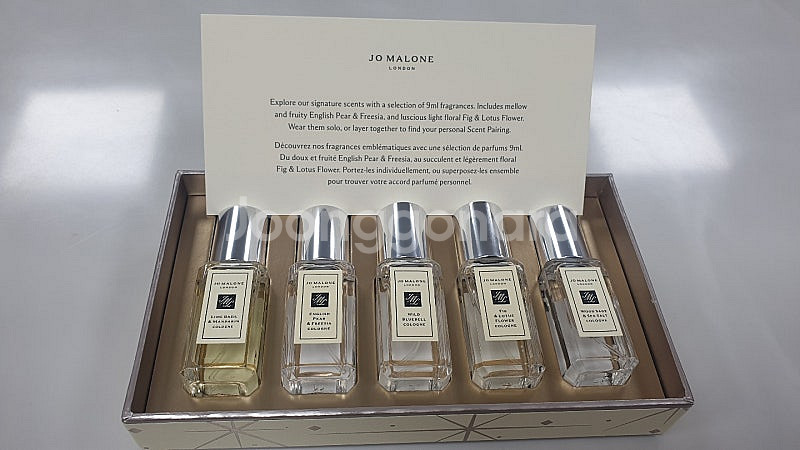 JO MALONE
LONDON
Explore our signature scents with a selection of 9ml fragrances. Includes mellow
and fruity English Pear & Freesia, and luscious light floral Fig & Lotus Flower.
Wear them solo, or layer together to find your personal Scent Pairing.
Découvrez nos fragrances emblématiques avec une sélection de parfums 9ml.
Du doux et fruité English Pear & Freesia, au succulent et légèrement floral
Fig & Lotus Flower. Portez-les individuellement, ou superposez-les ensemble
pour trouver votre accord parfumé personnel.
Joonggonara
JO MALONE
LONDON
LIME BASIL
& MANDARIN
COLOGNE
JO MALONE
LONDON
ENGLISH
PEAR
& FREESIA
COLOGNE
JO MALONE
LONDON
WILD
BLUEBELL
COLOGNE
JO MALONE
LONDON
FIG
& LOTUS
FLOWER
COLOGNE
JO MALONE
LONDON
WOOD SAGE
& SEA SALT
COLOGNE